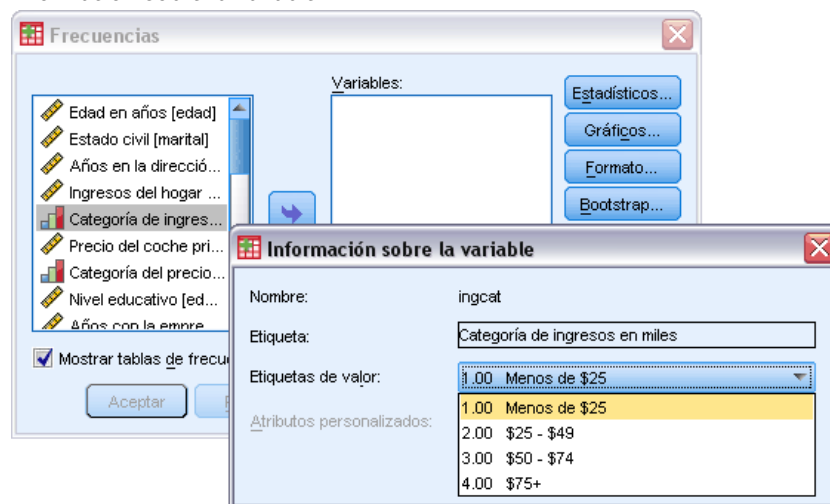 Frecuencias
Variables:
Edad en años [edad]
Estado civil [marital]
Años en la direcció...
Ingresos del hogar ...
Categoría de ingres...
Precio del coche pri...
Categoría del precio...
Nivel educativo [ed...
Años con la empre
Mostrar tablas de frecu
Aceptar
Estadísticos...
Gráficos...
Formato...
Bootstrap...
Información sobre la variable
Nombre: ingcat
Etiqueta: Categoría de ingresos en miles
Etiquetas de valor: 1.00 Menos de $25
1.00 Menos de $25
2.00 $25 - $49
3.00 $50 - $74
4.00 $75+
Atributos personalizados: